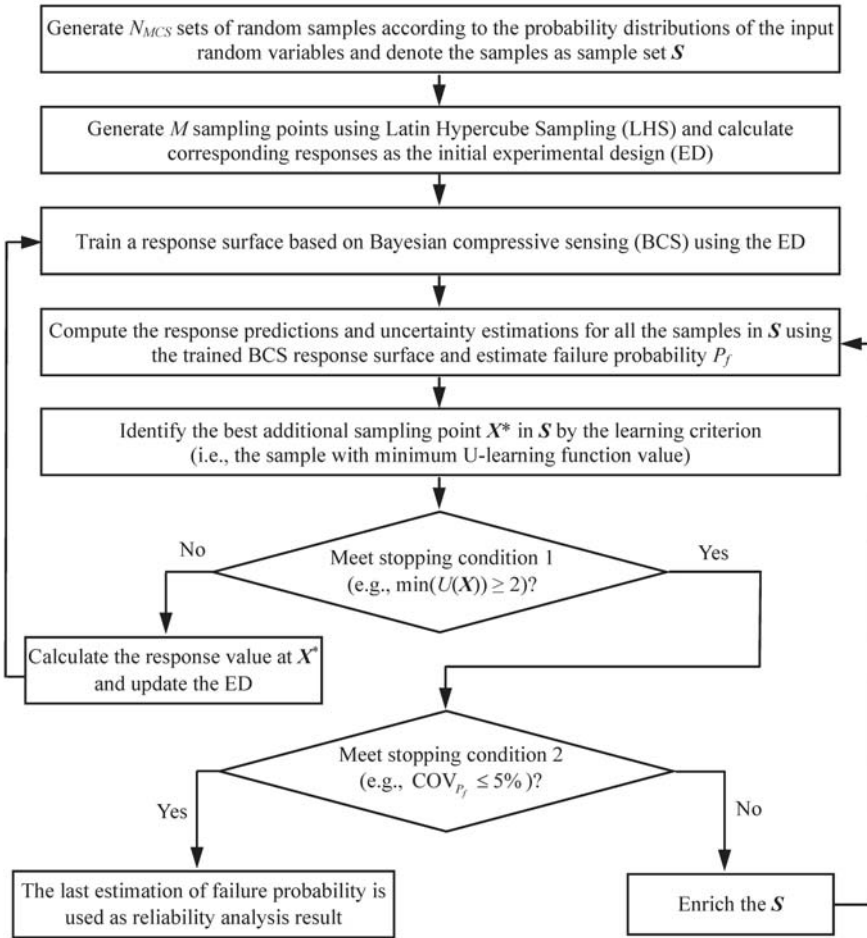 Generate N_MCS sets of random samples according to the probability distributions of the input
random variables and denote the samples as sample set S
Generate M sampling points using Latin Hypercube Sampling (LHS) and calculate
corresponding responses as the initial experimental design (ED)
Train a response surface based on Bayesian compressive sensing (BCS) using the ED
Compute the response predictions and uncertainty estimations for all the samples in S using
the trained BCS response surface and estimate failure probability P_f
Identify the best additional sampling point X* in S by the learning criterion
(i.e., the sample with minimum U-learning function value)
No
Meet stopping condition 1
(e.g., min(U(X)) ≥ 2)?
Yes
Calculate the response value at X*
and update the ED
Meet stopping condition 2
(e.g., COV_{P_f} ≤ 5%)?
Yes
No
The last estimation of failure probability is
used as reliability analysis result
Enrich the S